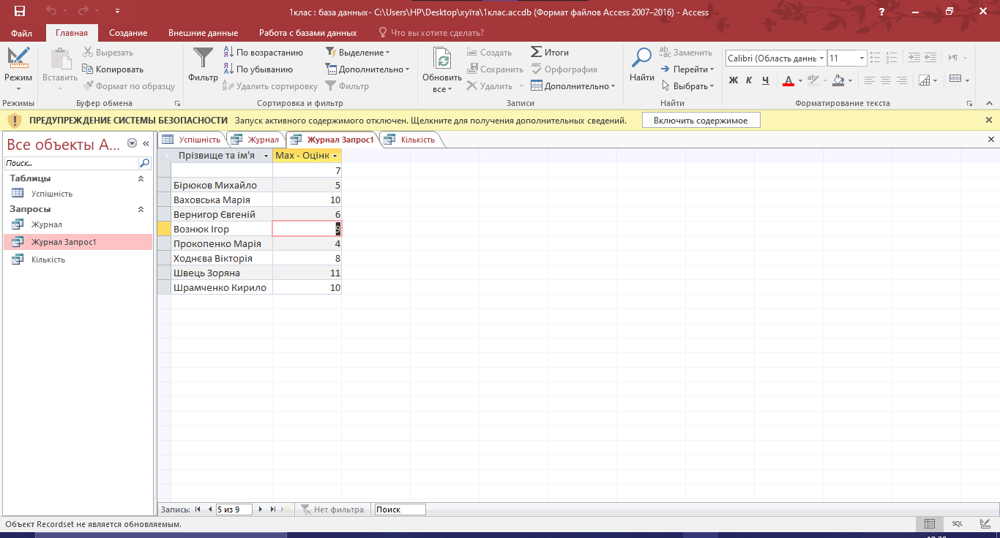 1клас : база данных- C:\Users\HP\Desktop\хуїта\1клас.accdb (Формат файлов Access 2007–2016) - Access
Файл Главная Создание Внешние данные Работа с базами данных Что вы хотите сделать?
Режим
Вставить
Вырезать
Копировать
Формат по образцу
Фильтр
По возрастанию
По убыванию
Удалить сортировку
Выделение
Дополнительно
Фильтр
Обновить
все
Создать
Сохранить
Удалить
Итоги
Орфография
Дополнительно
Найти
Заменить
Перейти
Выбрать
Calibri (Область данн 11
Ж К Ч А
Режимы Буфер обмена Сортировка и фильтр Записи Найти Форматирование текста
ПРЕДУПРЕЖДЕНИЕ СИСТЕМЫ БЕЗОПАСНОСТИ Запуск активного содержимого отключен. Щелкните для получения дополнительных сведений. Включить содержимое
Все объекты A...
Поиск...
Таблицы
Успішність
Запросы
Журнал
Журнал Запрос1
Кількість
Успішність Журнал Журнал Запрос1 Кількість
Прізвище та ім'я Max - Оцінк
7
Бірюков Михайло 5
Ваховська Марія 10
Вернигор Євгеній 6
Вознюк Ігор 9
Прокопенко Марія 4
Ходнєва Вікторія 8
Швець Зоряна 11
Шрамченко Кирило 10
Запись: 5 из 9 Нет фильтра Поиск
Объект Recordset не является обновляемым. SQL